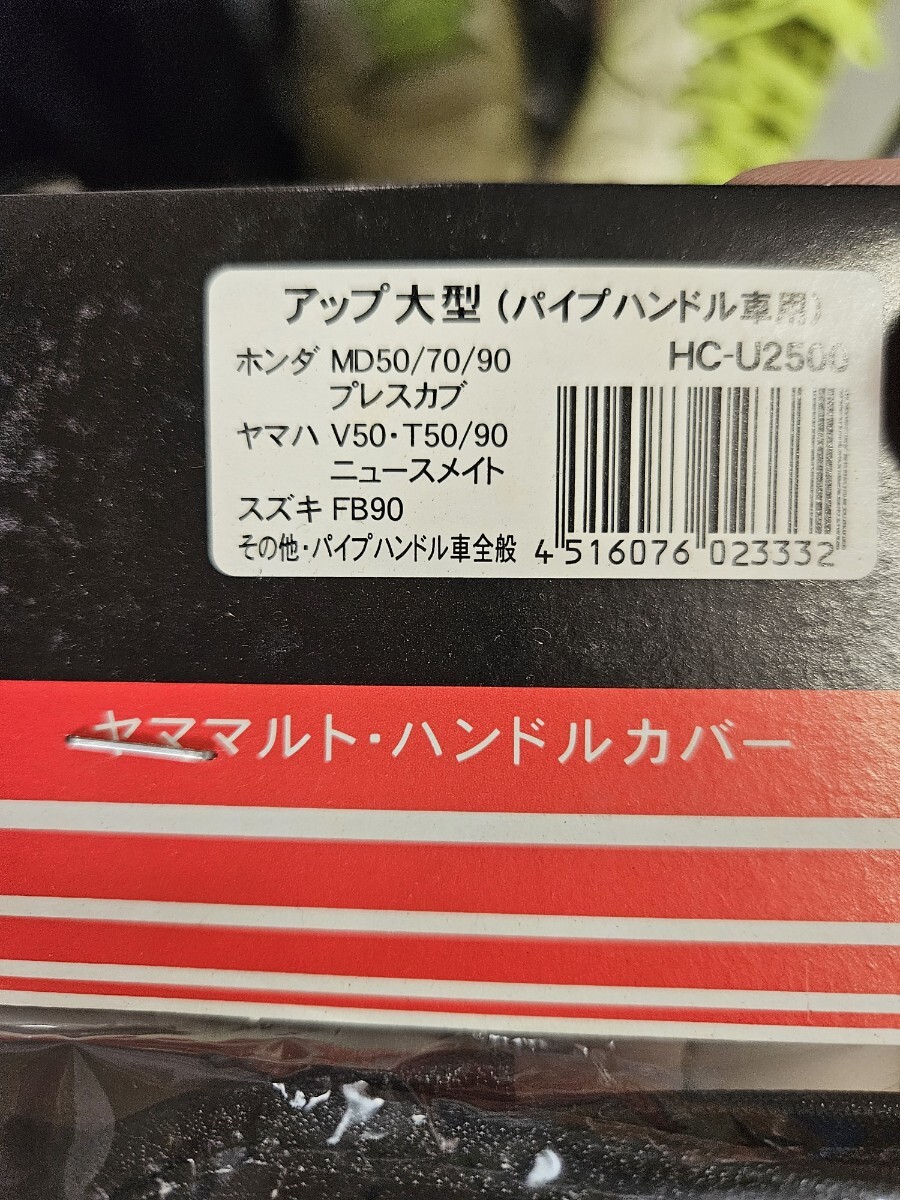 アップ大型(パイプハンドル車用)
ホンダ MD50/70/90 HC-U2500
プレスカブ
ヤマハ V50・T50/90
ニュースメイト
スズキ FB90
その他・パイプハンドル車全般
4 516076 023332
ヤママルト・ハンドルカバー